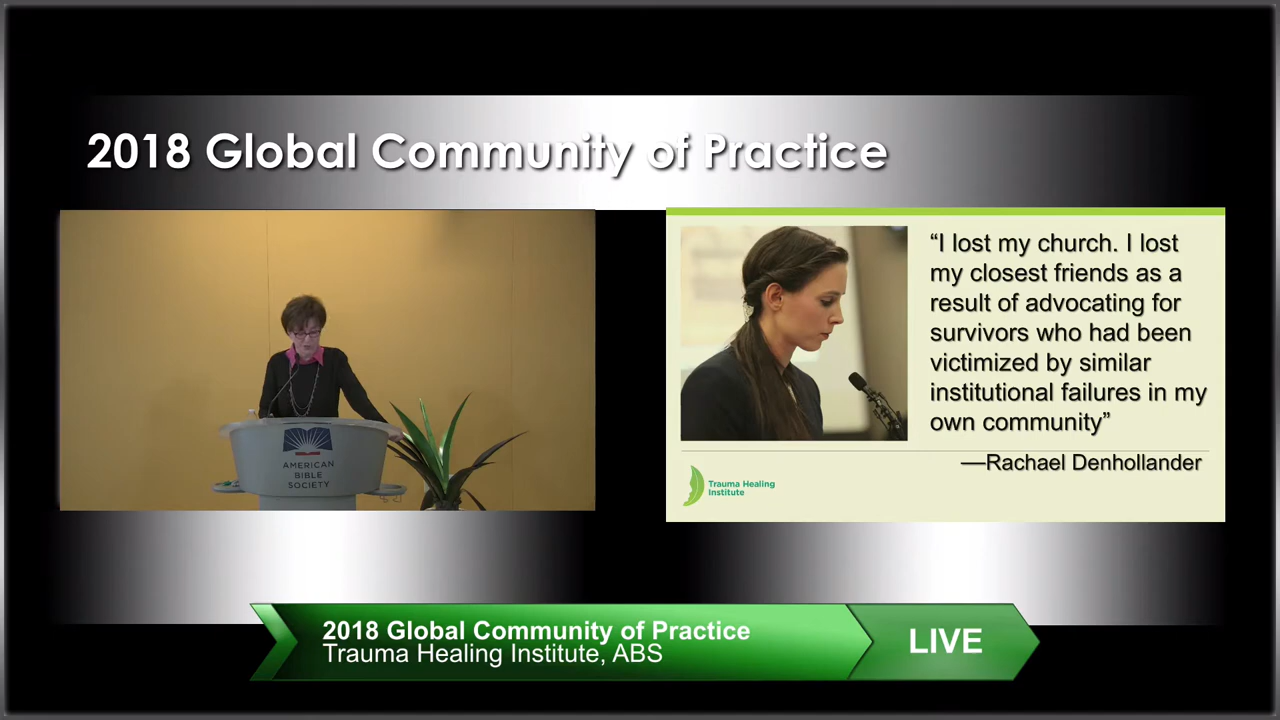 2018 Global Community of Practice
AMERICAN
BIBLE
SOCIETY
“I lost my church. I lost
my closest friends as a
result of advocating for
survivors who had been
victimized by similar
institutional failures in my
own community”
—Rachael Denhollander
Trauma Healing
Institute
2018 Global Community of Practice
Trauma Healing Institute, ABS
LIVE